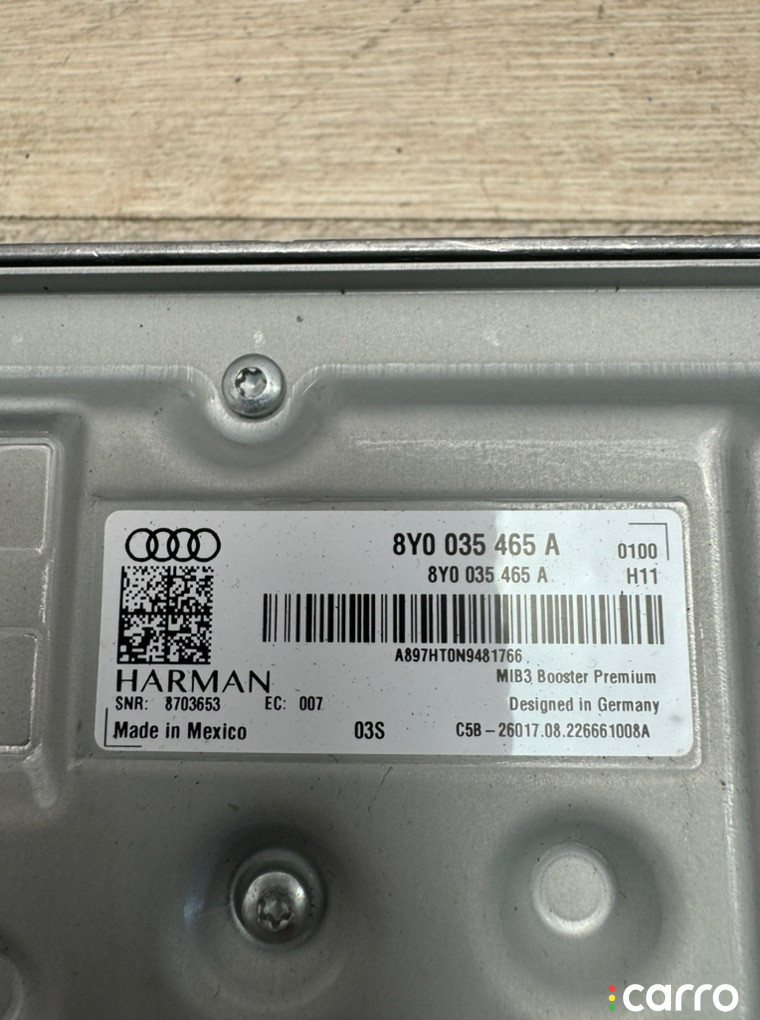 8Y0 035 465 A
0100
8Y0 035 465 A
H11
A897HT0N9481766
HARMAN
MIB3 Booster Premium
SNR: 8703653 EC: 007
Designed in Germany
Made in Mexico 03S C5B-26017.08.226661008A
carro